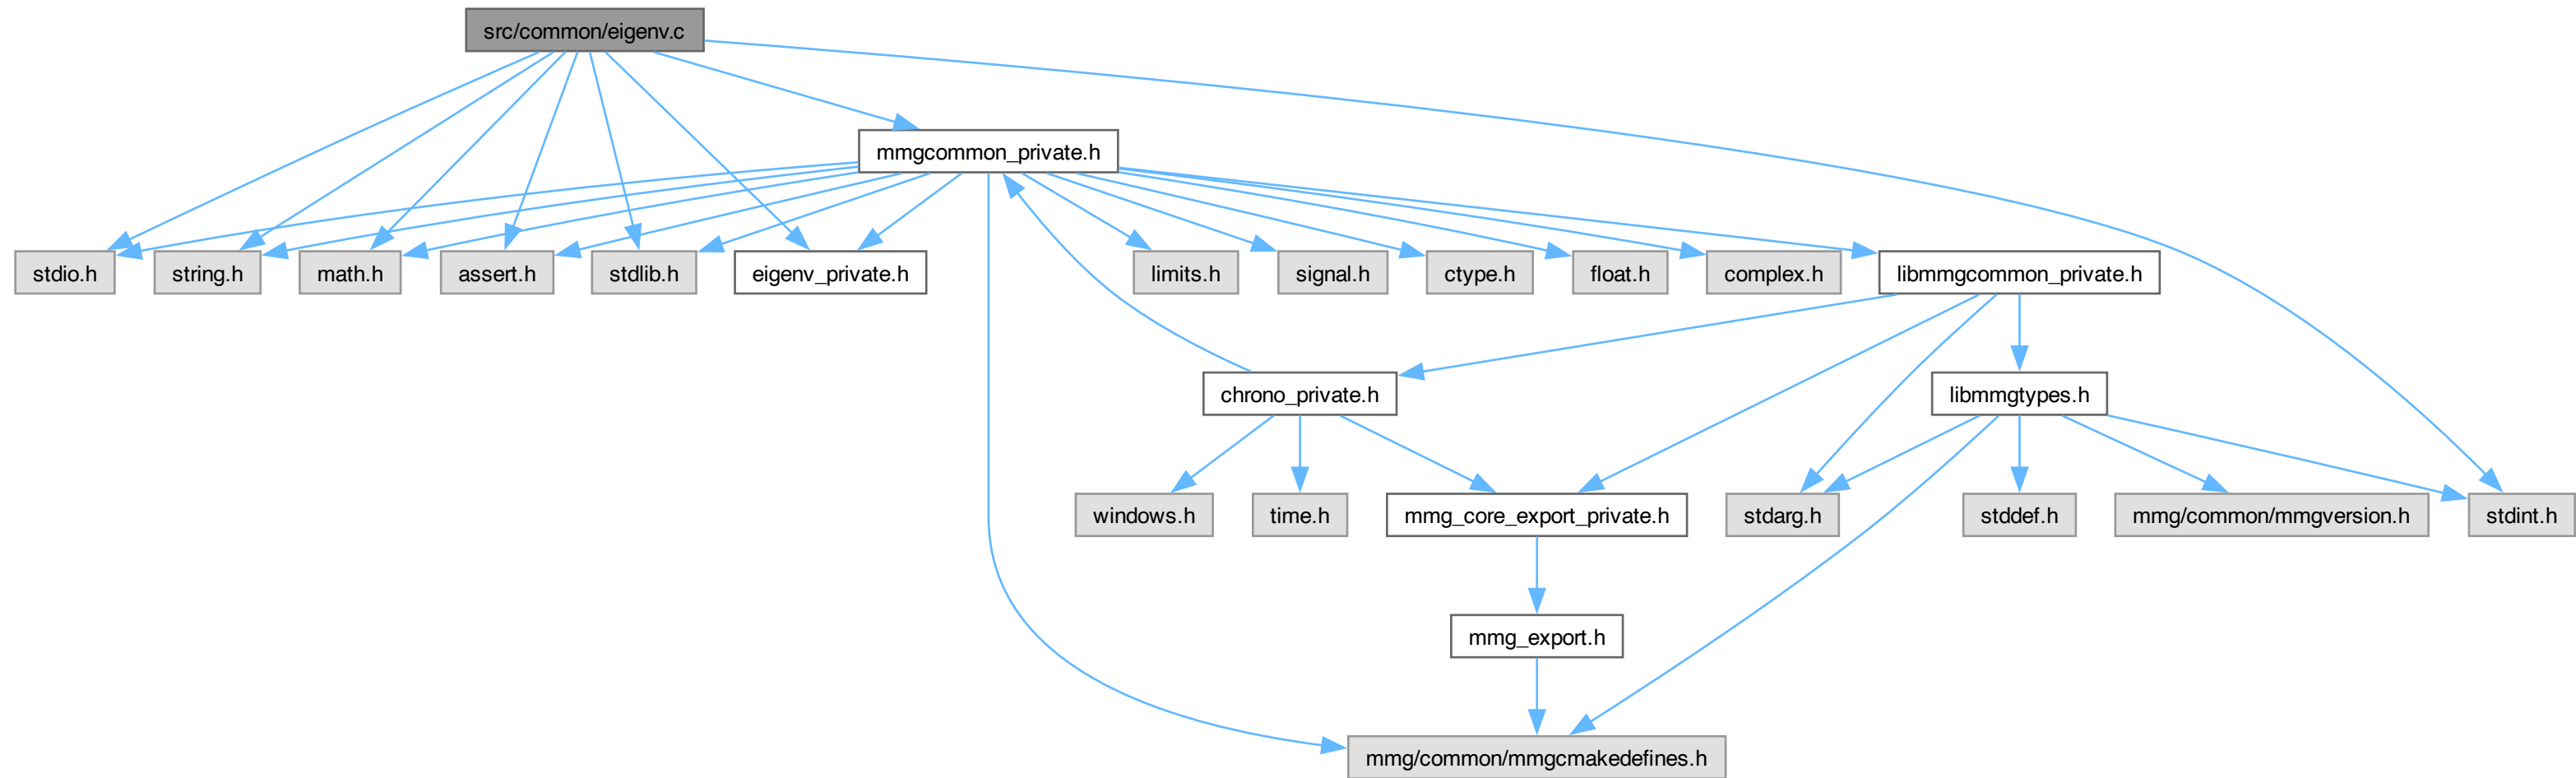 src/common/eigenv.c
mmgcommon_private.h
stdio.h
string.h
math.h
assert.h
stdlib.h
eigenv_private.h
limits.h
signal.h
ctype.h
float.h
complex.h
libmmgcommon_private.h
chrono_private.h
libmmgtypes.h
windows.h
time.h
mmg_core_export_private.h
stdarg.h
stddef.h
mmg/common/mmgversion.h
stdint.h
mmg_export.h
mmg/common/mmgcmakedefines.h